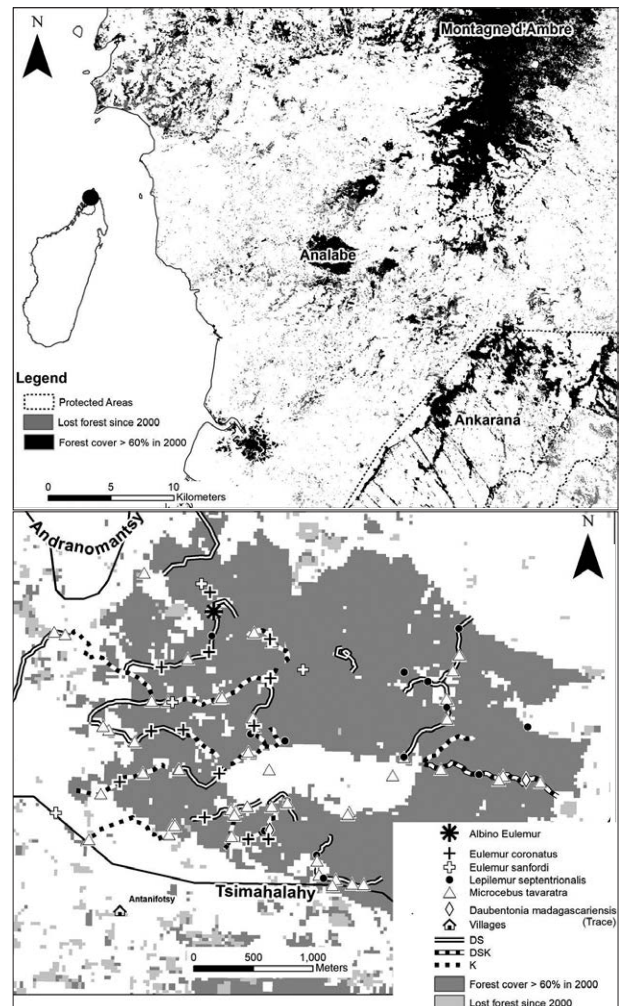 N
Montagne d'Ambre
Analabe
Legend
Protected Areas
Lost forest since 2000
Forest cover > 60% in 2000
Ankarana
0 5 10
Kilometers
Andranomantsy
N
Albino Eulemur
Eulemur coronatus
Eulemur sanfordi
Lepilemur septentrionalis
Microcebus tavaratra
Daubentonia madagascariensis
(Trace)
Villages
DS
DSK
K
Forest cover > 60% in 2000
Lost forest since 2000
Tsimahalahy
Antanifotsy
0 500 1,000
Meters